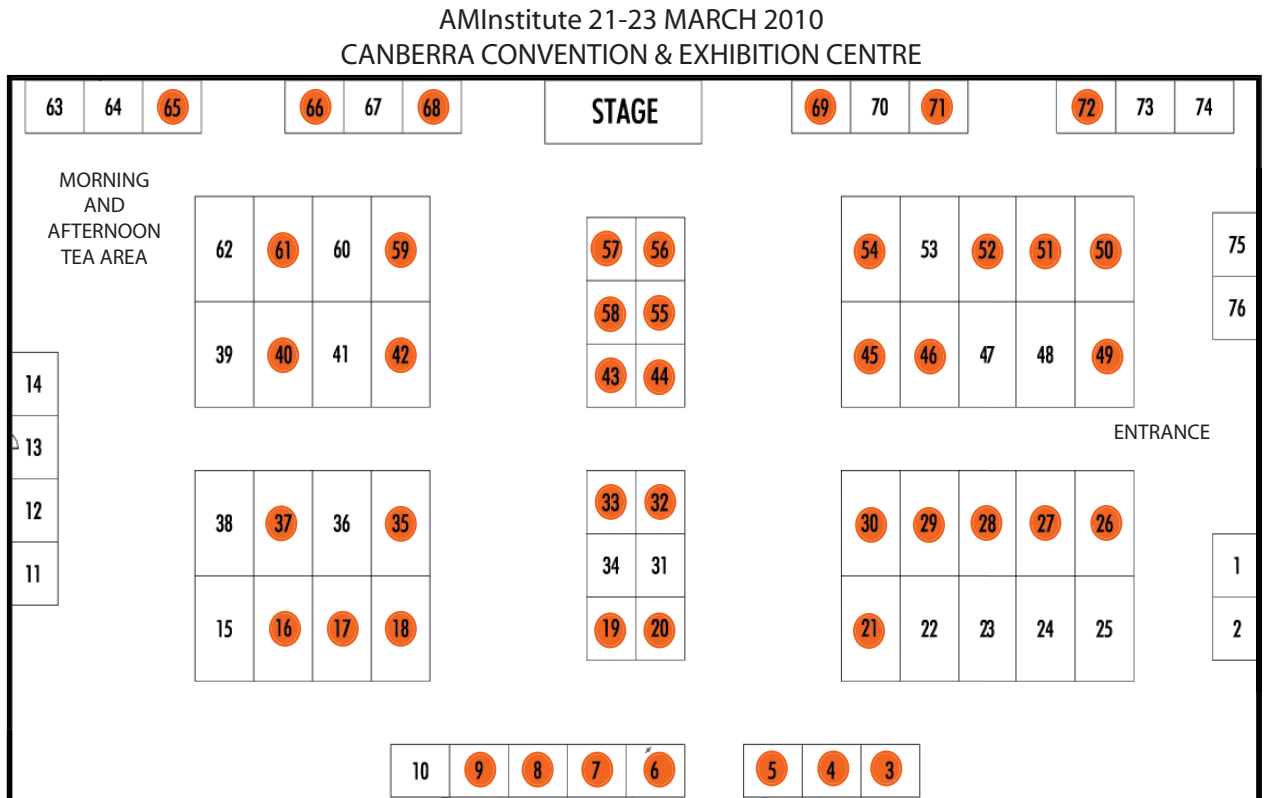 AMInstitute 21-23 MARCH 2010
CANBERRA CONVENTION & EXHIBITION CENTRE
63 64 65 66 67 68 STAGE 69 70 71 72 73 74
MORNING
AND
AFTERNOON
TEA AREA
62 61 60 59
39 40 41 42
57 56
58 55
43 44
54 53 52 51 50
45 46 47 48 49
75
76
14
13
12
11
ENTRANCE
38 37 36 35
15 16 17 18
33 32
34 31
19 20
30 29 28 27 26
21 22 23 24 25
1
2
10 9 8 7 6 5 4 3